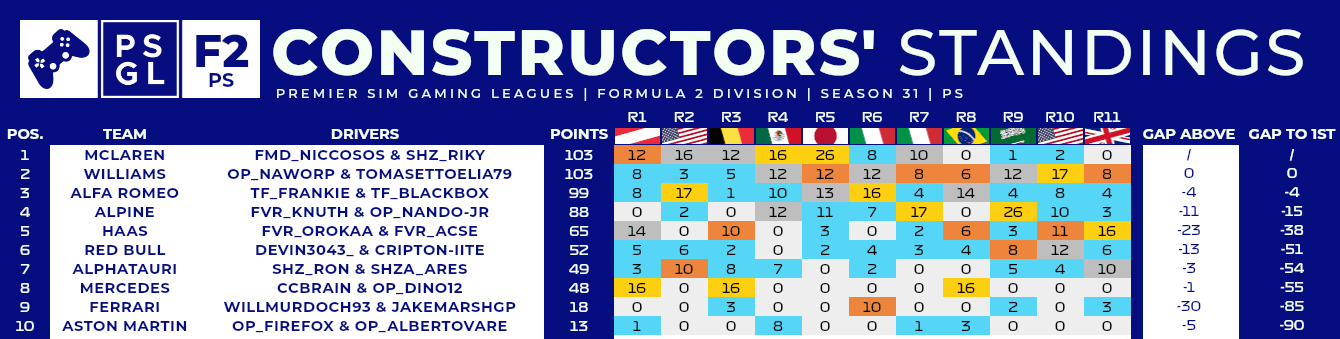 PS
GL
F2
PS
CONSTRUCTORS' STANDINGS
PREMIER SIM GAMING LEAGUES | FORMULA 2 DIVISION | SEASON 31 | PS
R1 R2 R3 R4 R5 R6 R7 R8 R9 R10 R11
POS. TEAM DRIVERS POINTS GAP ABOVE GAP TO 1ST
1 MCLAREN FMD_NICCOSOS & SHZ_RIKY 103 12 16 12 16 26 8 10 0 1 2 0 / /
2 WILLIAMS OP_NAWORP & TOMASETTOELIA79 103 8 3 5 12 12 12 8 6 12 17 8 0 0
3 ALFA ROMEO TF_FRANKIE & TF_BLACKBOX 99 8 17 1 10 13 16 4 14 4 8 4 -4 -4
4 ALPINE FVR_KNUTH & OP_NANDO-JR 88 0 2 0 12 11 7 17 0 26 10 3 -11 -15
5 HAAS FVR_OROKAA & FVR_ACSE 65 14 0 10 0 3 0 2 6 3 11 16 -23 -38
6 RED BULL DEVIN3043_ & CRIPTON-IITE 52 5 6 2 0 2 4 3 4 8 12 6 -13 -51
7 ALPHATAURI SHZ_RON & SHZA_ARES 49 3 10 8 7 0 2 0 0 5 4 10 -3 -54
8 MERCEDES CCBRAIN & OP_DINO12 48 16 0 16 0 0 0 0 16 0 0 0 -1 -55
9 FERRARI WILLMURDOCH93 & JAKEMARSHGP 18 0 0 3 0 0 10 0 0 2 0 3 -30 -85
10 ASTON MARTIN OP_FIREFOX & OP_ALBERTOVARE 13 1 0 0 8 0 0 1 3 0 0 0 -5 -90